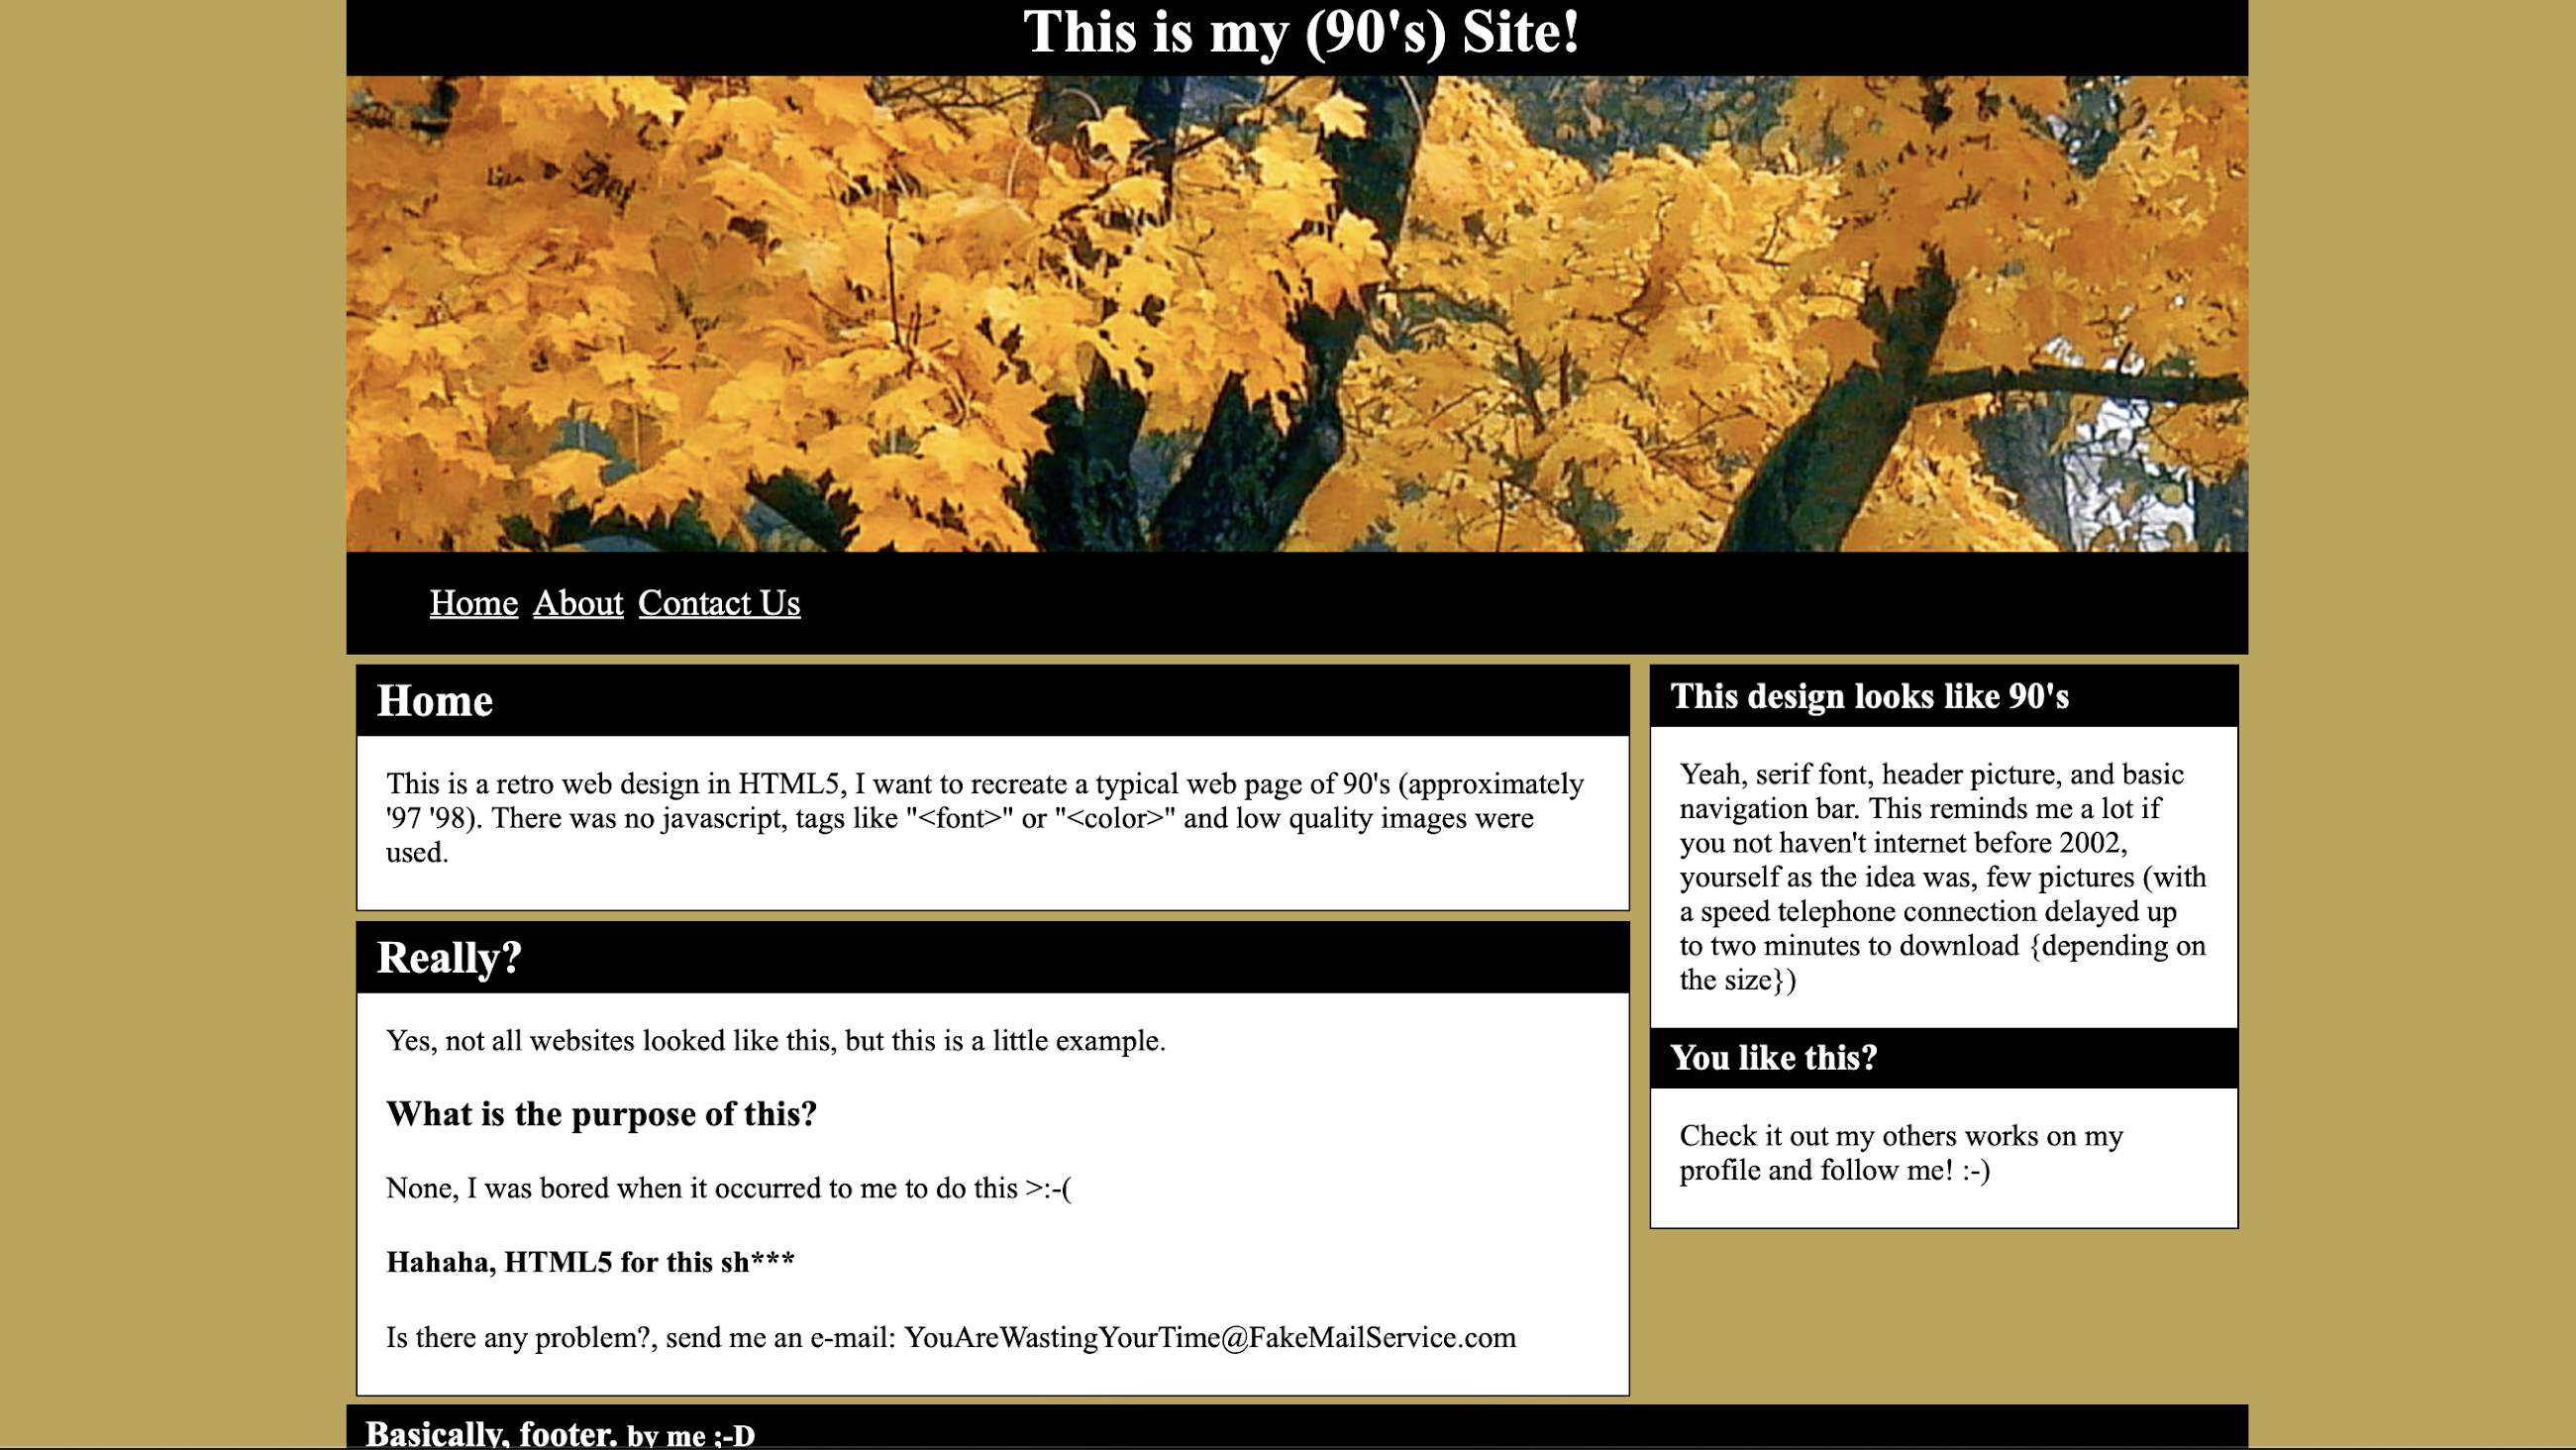 This is my (90's) Site!
Home About Contact Us
Home
This is a retro web design in HTML5, I want to recreate a typical web page of 90's (approximately
'97 '98). There was no javascript, tags like "<font>" or "<color>" and low quality images were
used.
Really?
Yes, not all websites looked like this, but this is a little example.
What is the purpose of this?
None, I was bored when it occurred to me to do this >:-(
Hahaha, HTML5 for this sh***
Is there any problem?, send me an e-mail: YouAreWastingYourTime@FakeMailService.com
This design looks like 90's
Yeah, serif font, header picture, and basic
navigation bar. This reminds me a lot if
you not haven't internet before 2002,
yourself as the idea was, few pictures (with
a speed telephone connection delayed up
to two minutes to download {depending on
the size})
You like this?
Check it out my others works on my
profile and follow me! :-)
Basically, footer. by me ;-D